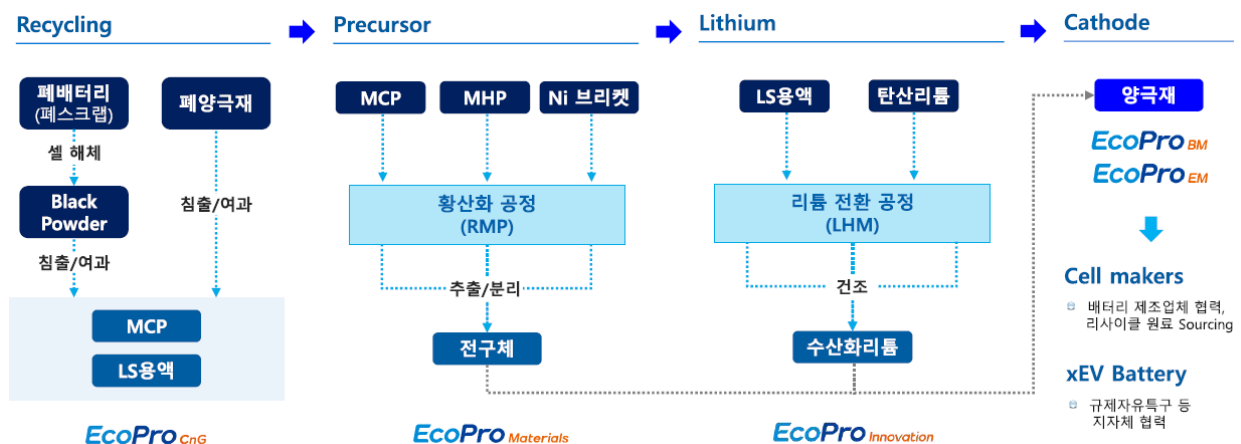 Recycling
폐배터리
(폐스크랩)
폐양극재
셀 해체
Black
Powder
침출/여과
침출/여과
MCP
LS용액
EcoPro CnG
Precursor
MCP
MHP
Ni 브리켓
황산화 공정
(RMP)
추출/분리
전구체
EcoPro Materials
Lithium
LS용액
탄산리튬
리튬 전환 공정
(LHM)
건조
수산화리튬
EcoPro Innovation
Cathode
양극재
EcoPro BM
EcoPro EM
Cell makers
배터리 제조업체 협력,
리사이클 원료 Sourcing
xEV Battery
규제자유특구 등
지자체 협력